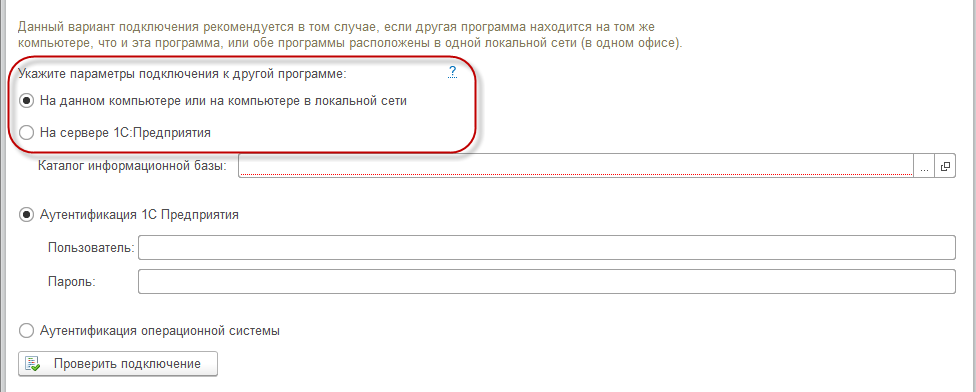 Данный вариант подключения рекомендуется в том случае, если другая программа находится на том же
компьютере, что и эта программа, или обе программы расположены в одной локальной сети (в одном офисе).
Укажите параметры подключения к другой программе: ?
На данном компьютере или на компьютере в локальной сети
На сервере 1С:Предприятия
Каталог информационной базы: ...
Аутентификация 1С Предприятия
Пользователь:
Пароль:
Аутентификация операционной системы
Проверить подключение